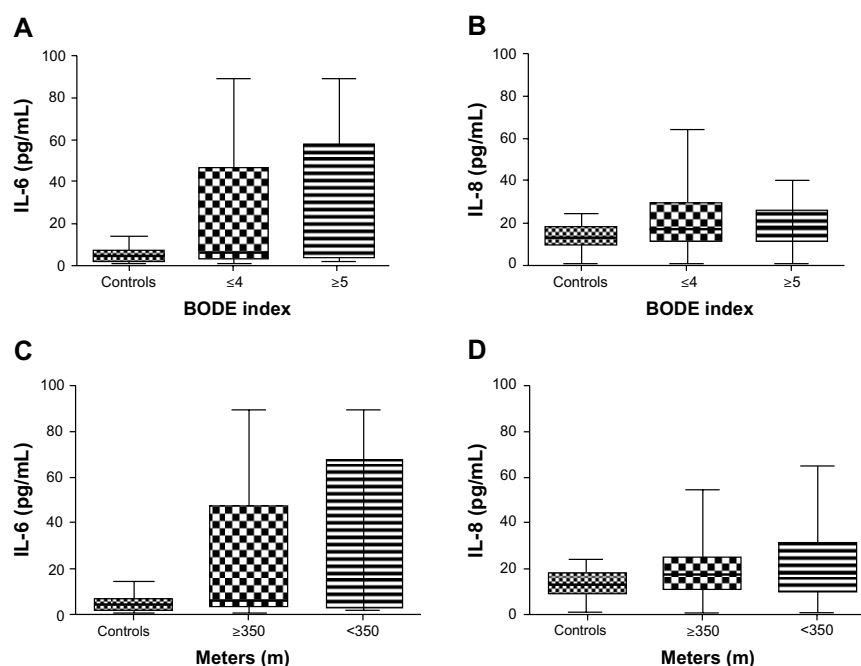 A
IL-6 (pg/mL)
100
80
60
40
20
0
Controls ≤4 ≥5
BODE index
B
IL-8 (pg/mL)
100
80
60
40
20
0
Controls ≤4 ≥5
BODE index
C
IL-6 (pg/mL)
100
80
60
40
20
0
Controls ≥350 <350
Meters (m)
D
IL-8 (pg/mL)
100
80
60
40
20
0
Controls ≥350 <350
Meters (m)